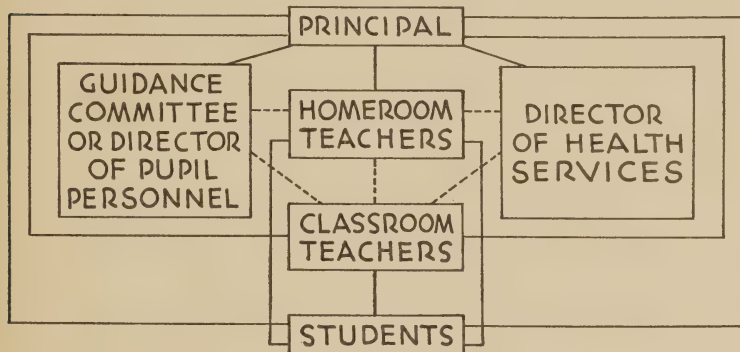 PRINCIPAL
GUIDANCE
COMMITTEE
OR DIRECTOR
OF PUPIL
PERSONNEL
HOMEROOM
TEACHERS
DIRECTOR
OF HEALTH
SERVICES
CLASSROOM
TEACHERS
STUDENTS